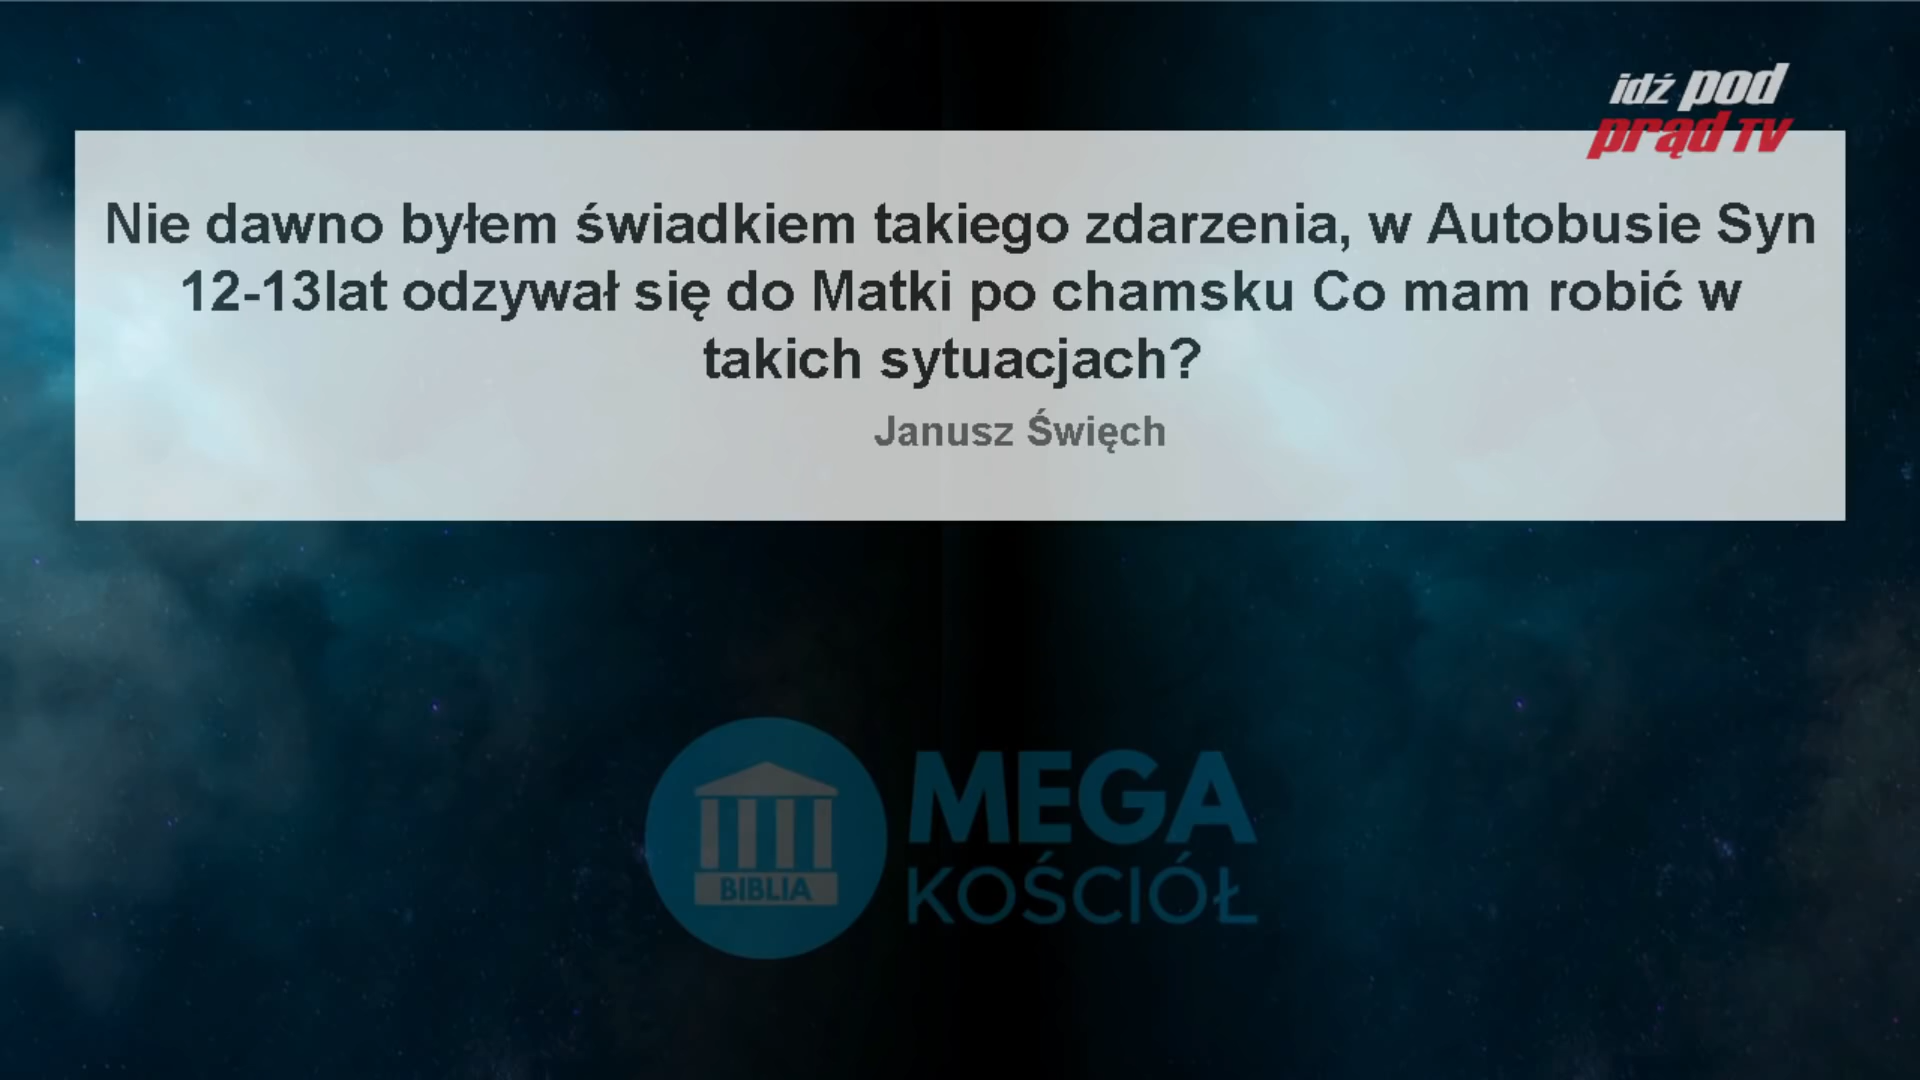 idź pod
prąd TV
Nie dawno byłem świadkiem takiego zdarzenia, w Autobusie Syn
12-13lat odzywał się do Matki po chamsku Co mam robić w
takich sytuacjach?
Janusz Święch
BIBLIA
MEGA
KOŚCIÓŁ